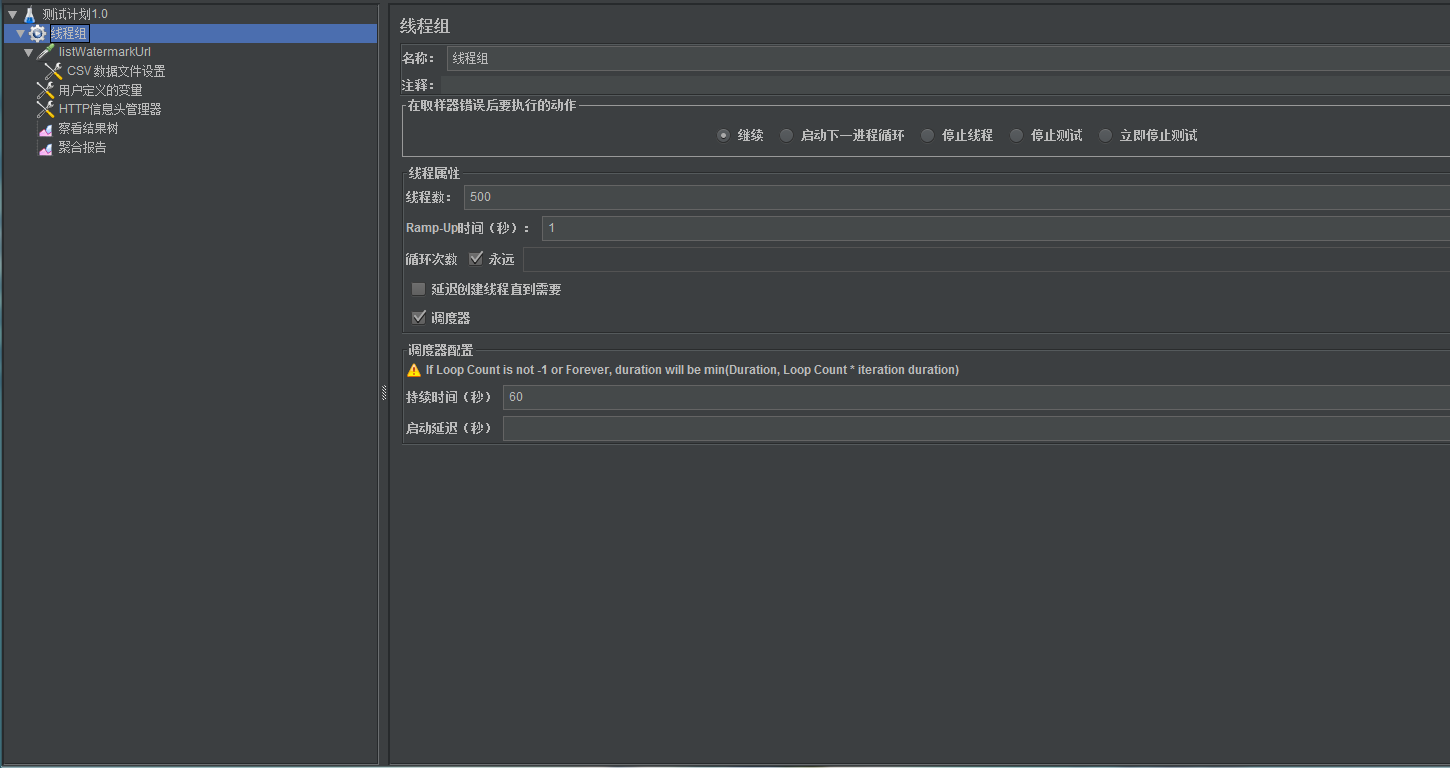 测试计划1.0
线程组
listWatermarkUrl
CSV 数据文件设置
用户定义的变量
HTTP信息头管理器
察看结果树
聚合报告
线程组
名称： 线程组
注释：
在取样器错误后要执行的动作
继续 启动下一进程循环 停止线程 停止测试 立即停止测试
线程属性
线程数： 500
Ramp-Up时间（秒）： 1
循环次数 永远
延迟创建线程直到需要
调度器
调度器配置
If Loop Count is not -1 or Forever, duration will be min(Duration, Loop Count * iteration duration)
持续时间（秒） 60
启动延迟（秒）